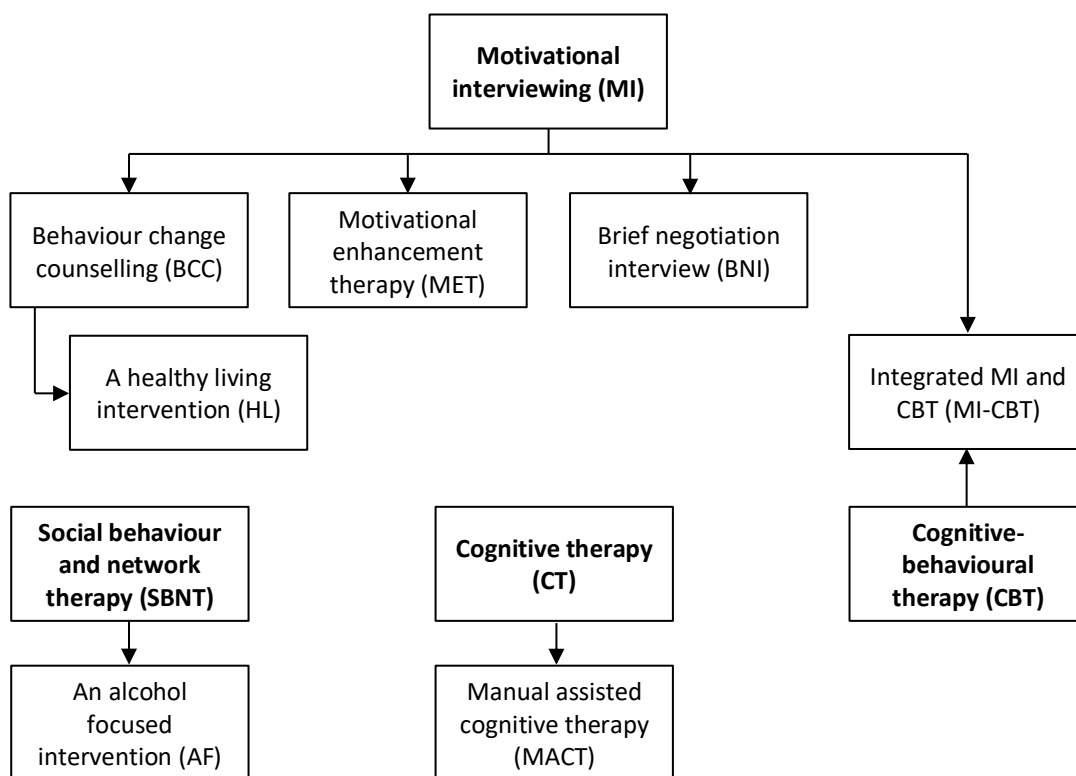 Motivational
interviewing (MI)
Behaviour change
counselling (BCC)
Motivational
enhancement
therapy (MET)
Brief negotiation
interview (BNI)
A healthy living
intervention (HL)
Integrated MI and
CBT (MI-CBT)
Social behaviour
and network
therapy (SBNT)
Cognitive therapy
(CT)
Cognitive-
behavioural
therapy (CBT)
An alcohol
focused
intervention (AF)
Manual assisted
cognitive therapy
(MACT)